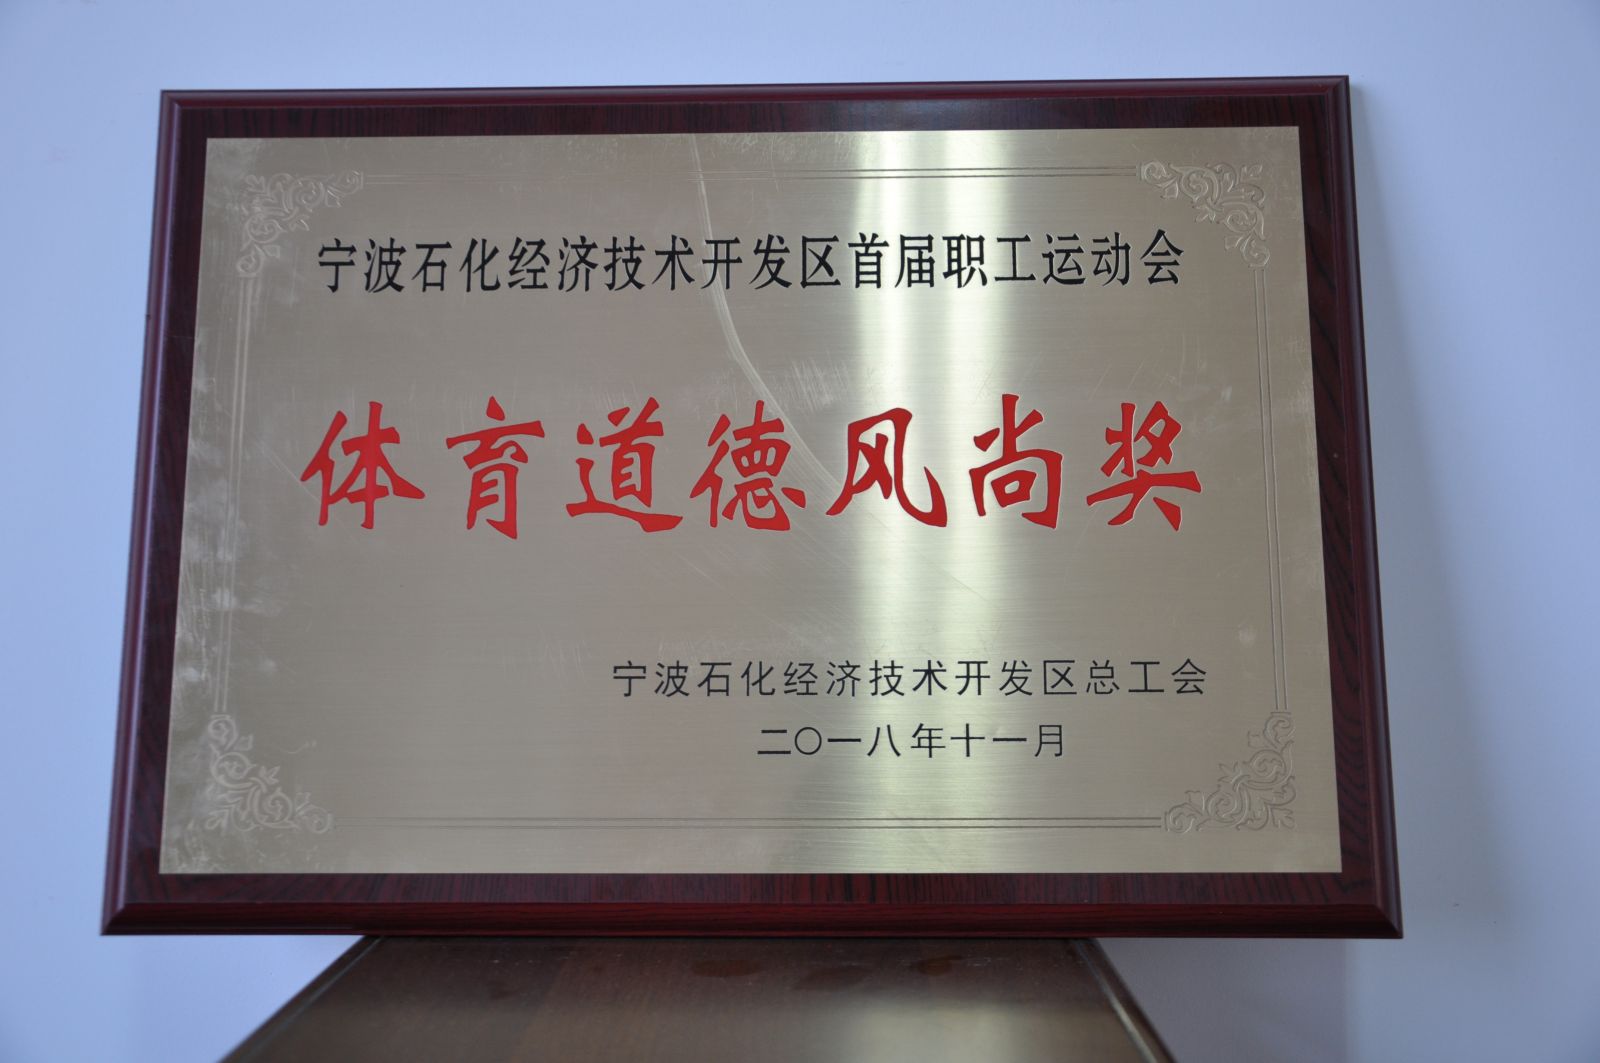 宁波石化经济技术开发区首届职工运动会
体育道德风尚奖
宁波石化经济技术开发区总工会
二〇一八年十一月